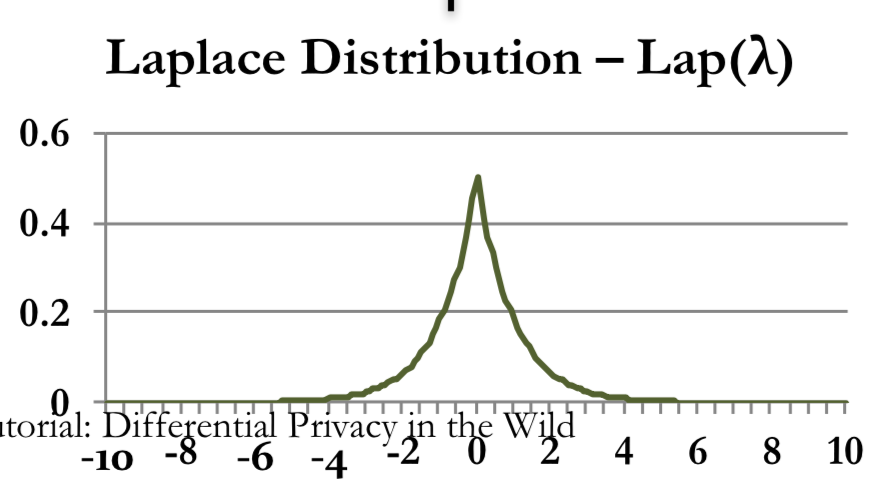 Laplace Distribution – Lap(λ)
0.6
0.4
0.2
0
utorial: Differential Privacy in the Wild
-10 -8 -6 -4 -2 0 2 4 6 8 10